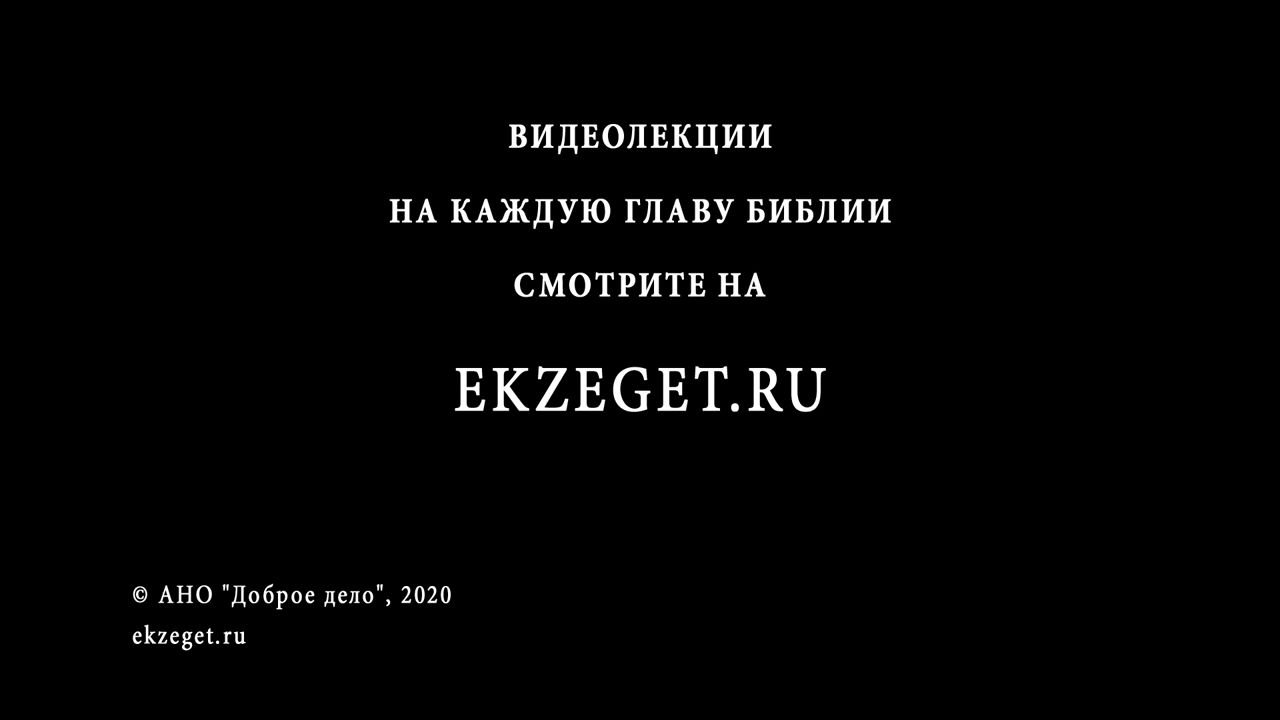 ВИДЕОЛЕКЦИИ
НА КАЖДУЮ ГЛАВУ БИБЛИИ
СМОТРИТЕ НА
EKZEGET.RU
© АНО "Доброе дело", 2020
ekzeget.ru